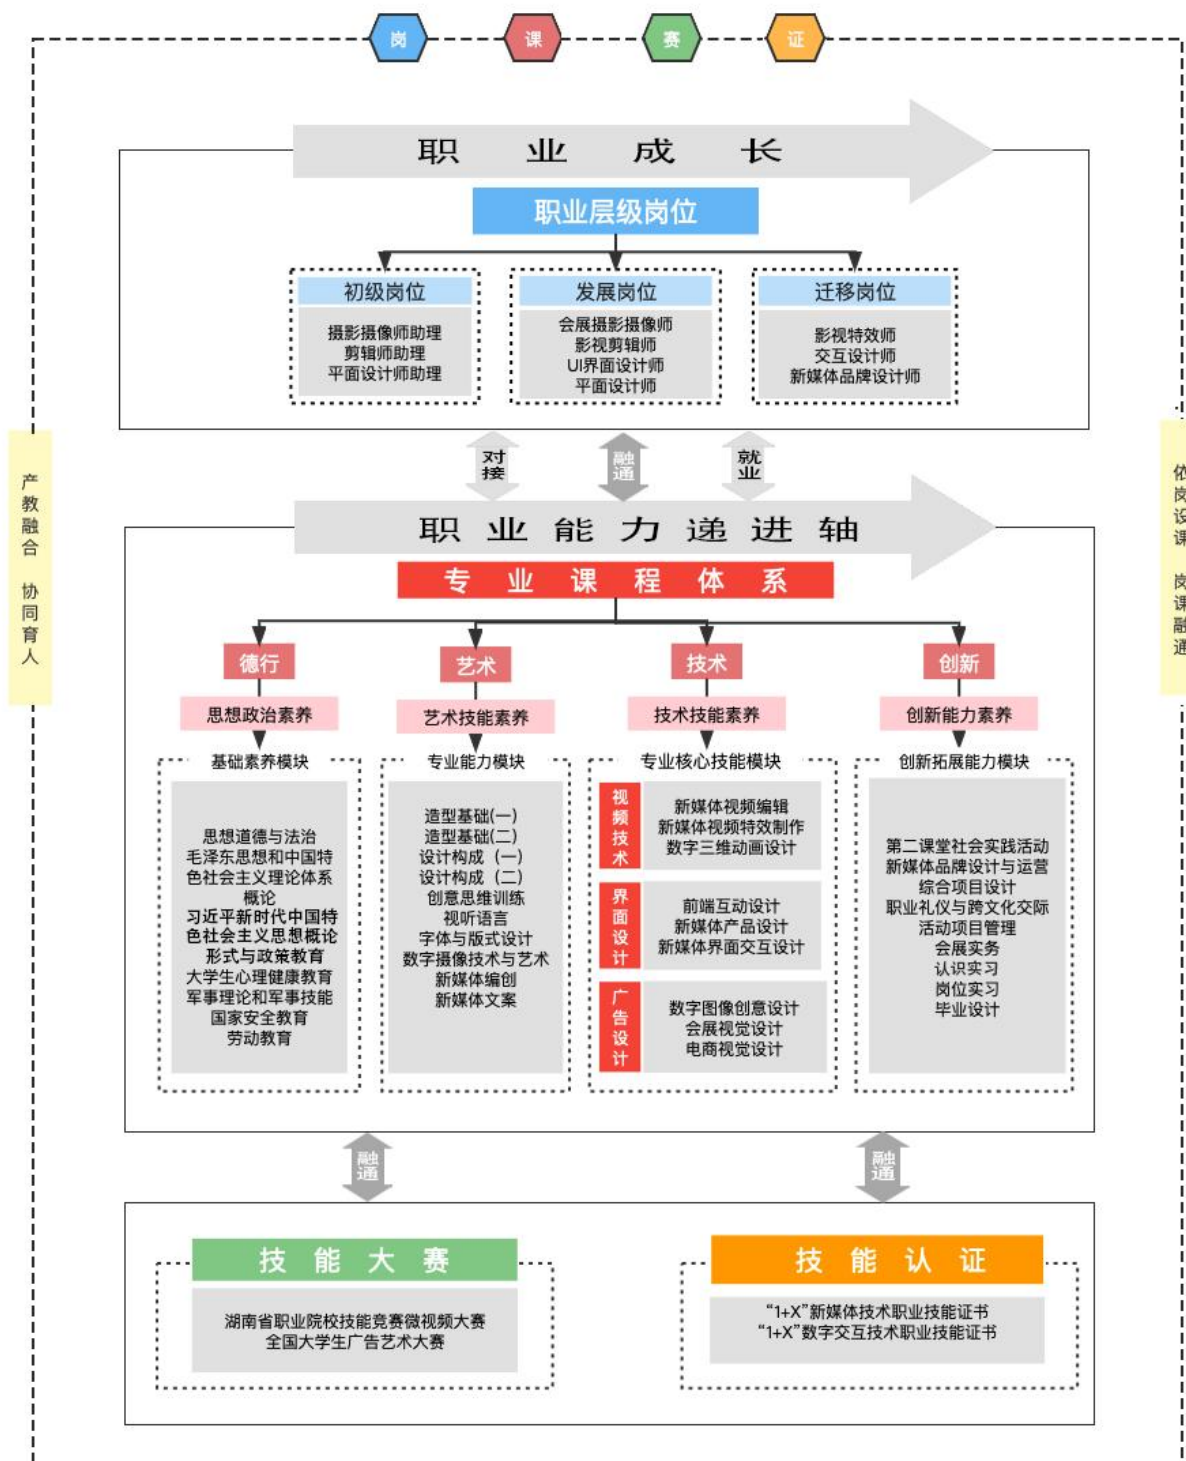 岗 课 赛 证
职业成长
职业层级岗位
初级岗位
摄影摄像师助理
剪辑师助理
平面设计师助理
发展岗位
会展摄影摄像师
影视剪辑师
UI界面设计师
平面设计师
迁移岗位
影视特效师
交互设计师
新媒体品牌设计师
产教融合 协同育人
依岗设课 岗课融通
对接
融通
就业
职业能力递进轴
专业课程体系
德行
思想政治素养
基础素养模块
思想道德与法治
毛泽东思想和中国特
色社会主义理论体系
概论
习近平新时代中国特
色社会主义思想概论
形式与政策教育
大学生心理健康教育
军事理论和军事技能
国家安全教育
劳动教育
艺术
艺术技能素养
专业能力模块
造型基础(一)
造型基础(二)
设计构成（一）
设计构成（二）
创意思维训练
视听语言
字体与版式设计
数字摄像技术与艺术
新媒体编创
新媒体文案
技术
技术技能素养
专业核心技能模块
视频技术
新媒体视频编辑
新媒体视频特效制作
数字三维动画设计
界面设计
前端互动设计
新媒体产品设计
新媒体界面交互设计
广告设计
数字图像创意设计
会展视觉设计
电商视觉设计
创新
创新能力素养
创新拓展能力模块
第二课堂社会实践活动
新媒体品牌设计与运营
综合项目设计
职业礼仪与跨文化交际
活动项目管理
会展实务
认识实习
岗位实习
毕业设计
融通
融通
技能大赛
湖南省职业院校技能竞赛微视频大赛
全国大学生广告艺术大赛
技能认证
“1+X”新媒体技术职业技能证书
“1+X”数字交互技术职业技能证书